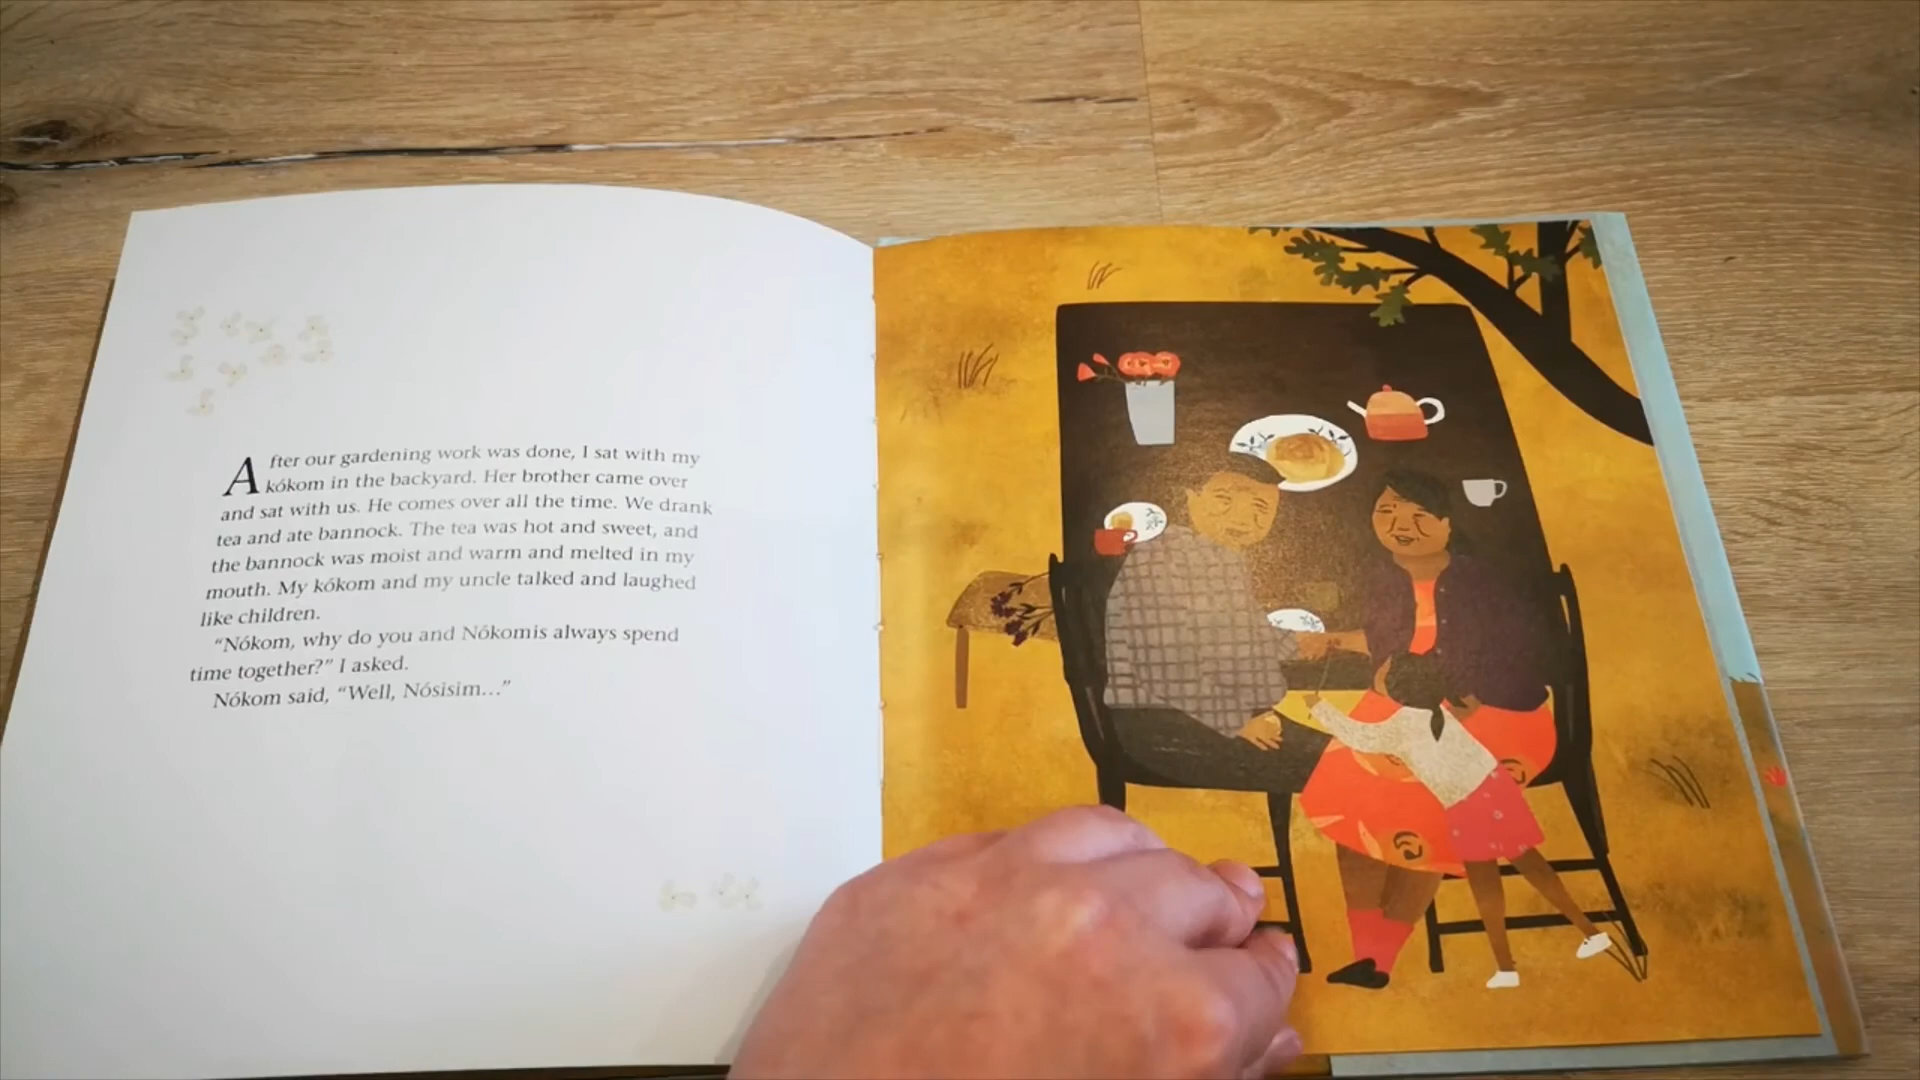 After our gardening work was done, I sat with my
kókom in the backyard. Her brother came over
and sat with us. He comes over all the time. We drank
tea and ate bannock. The tea was hot and sweet, and
the bannock was moist and warm and melted in my
mouth. My kókom and my uncle talked and laughed
like children.
“Nókom, why do you and Nókomis always spend
time together?” I asked.
Nókom said, “Well, Nósisim...”